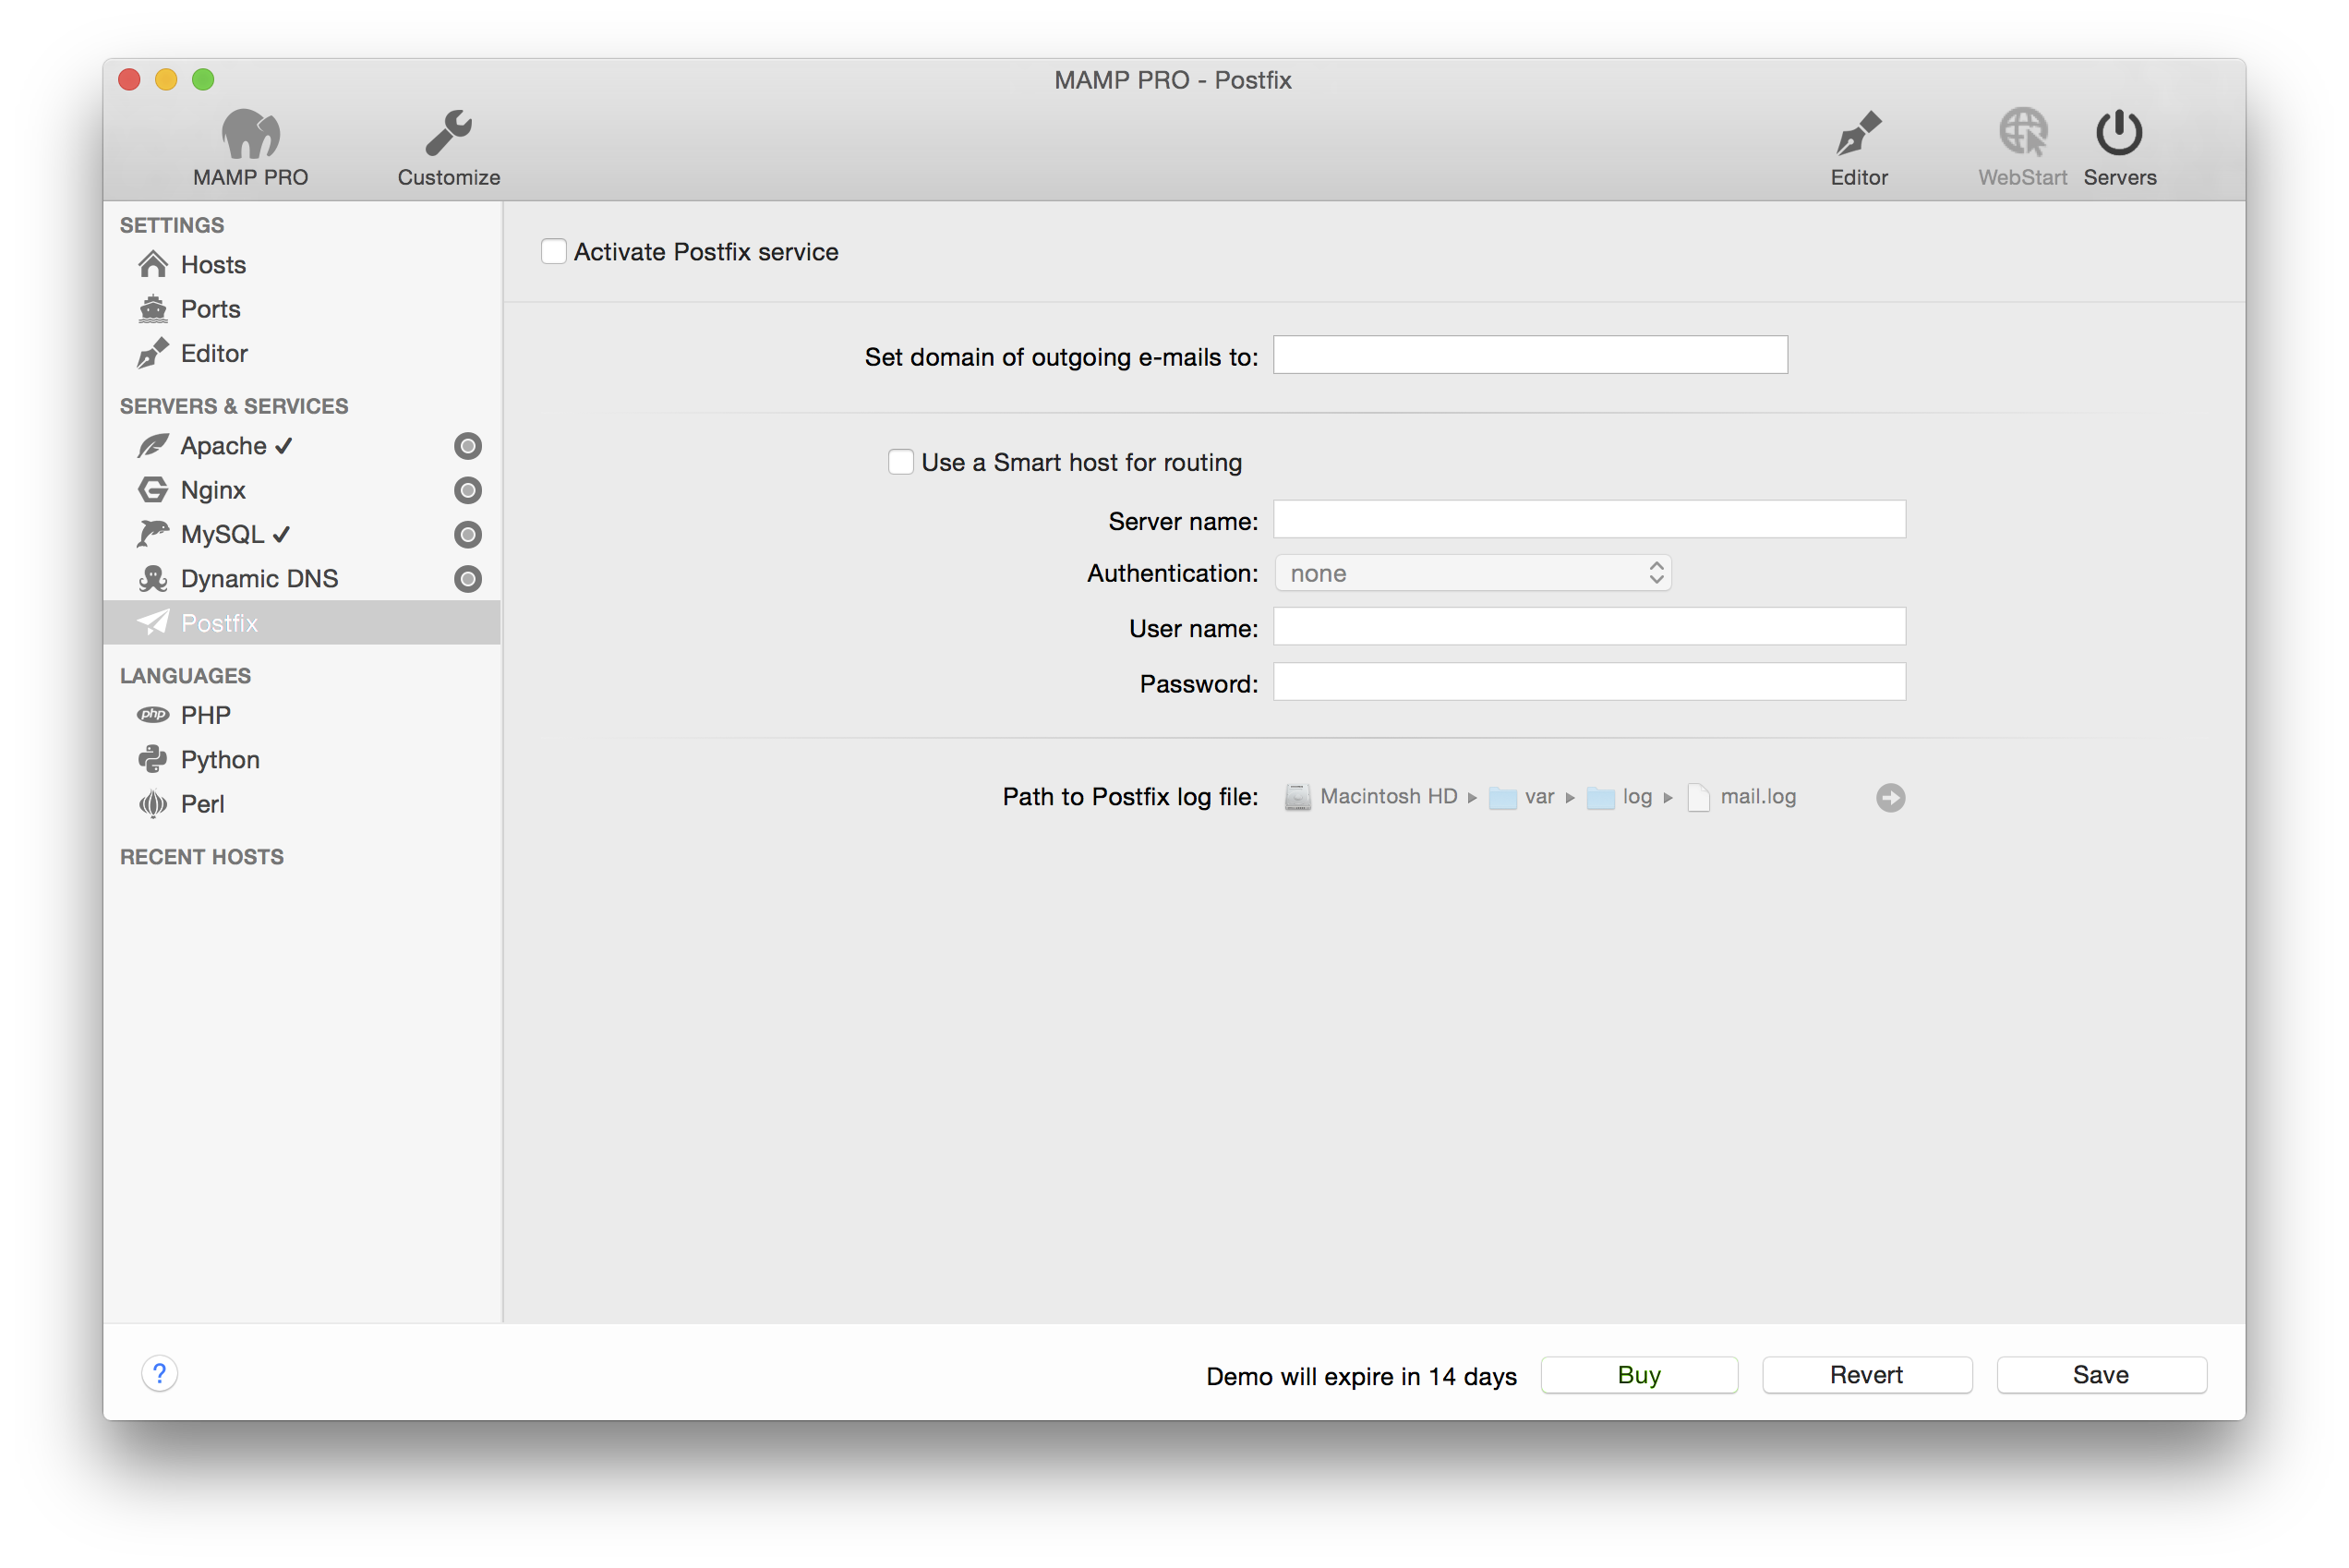 MAMP PRO - Postfix
MAMP PRO
Customize
Editor
WebStart
Servers
SETTINGS
Hosts
Ports
Editor
SERVERS & SERVICES
Apache ✓
Nginx
MySQL ✓
Dynamic DNS
Postfix
LANGUAGES
php PHP
Python
Perl
RECENT HOSTS
Activate Postfix service
Set domain of outgoing e-mails to:
Use a Smart host for routing
Server name:
Authentication: none
User name:
Password:
Path to Postfix log file: Macintosh HD ▸ var ▸ log ▸ mail.log
?
Demo will expire in 14 days
Buy
Revert
Save